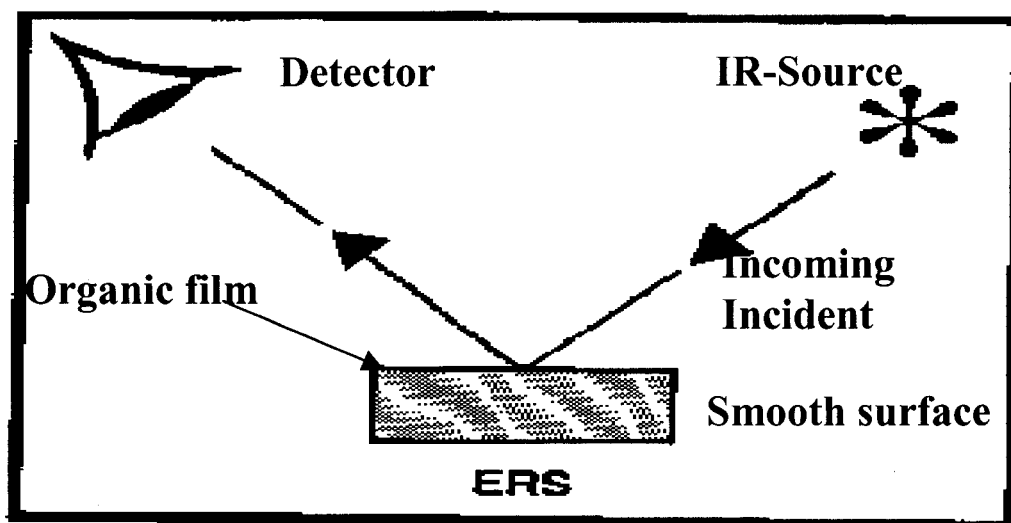 Detector
IR-Source
Incoming
Incident
Organic film
Smooth surface
ERS